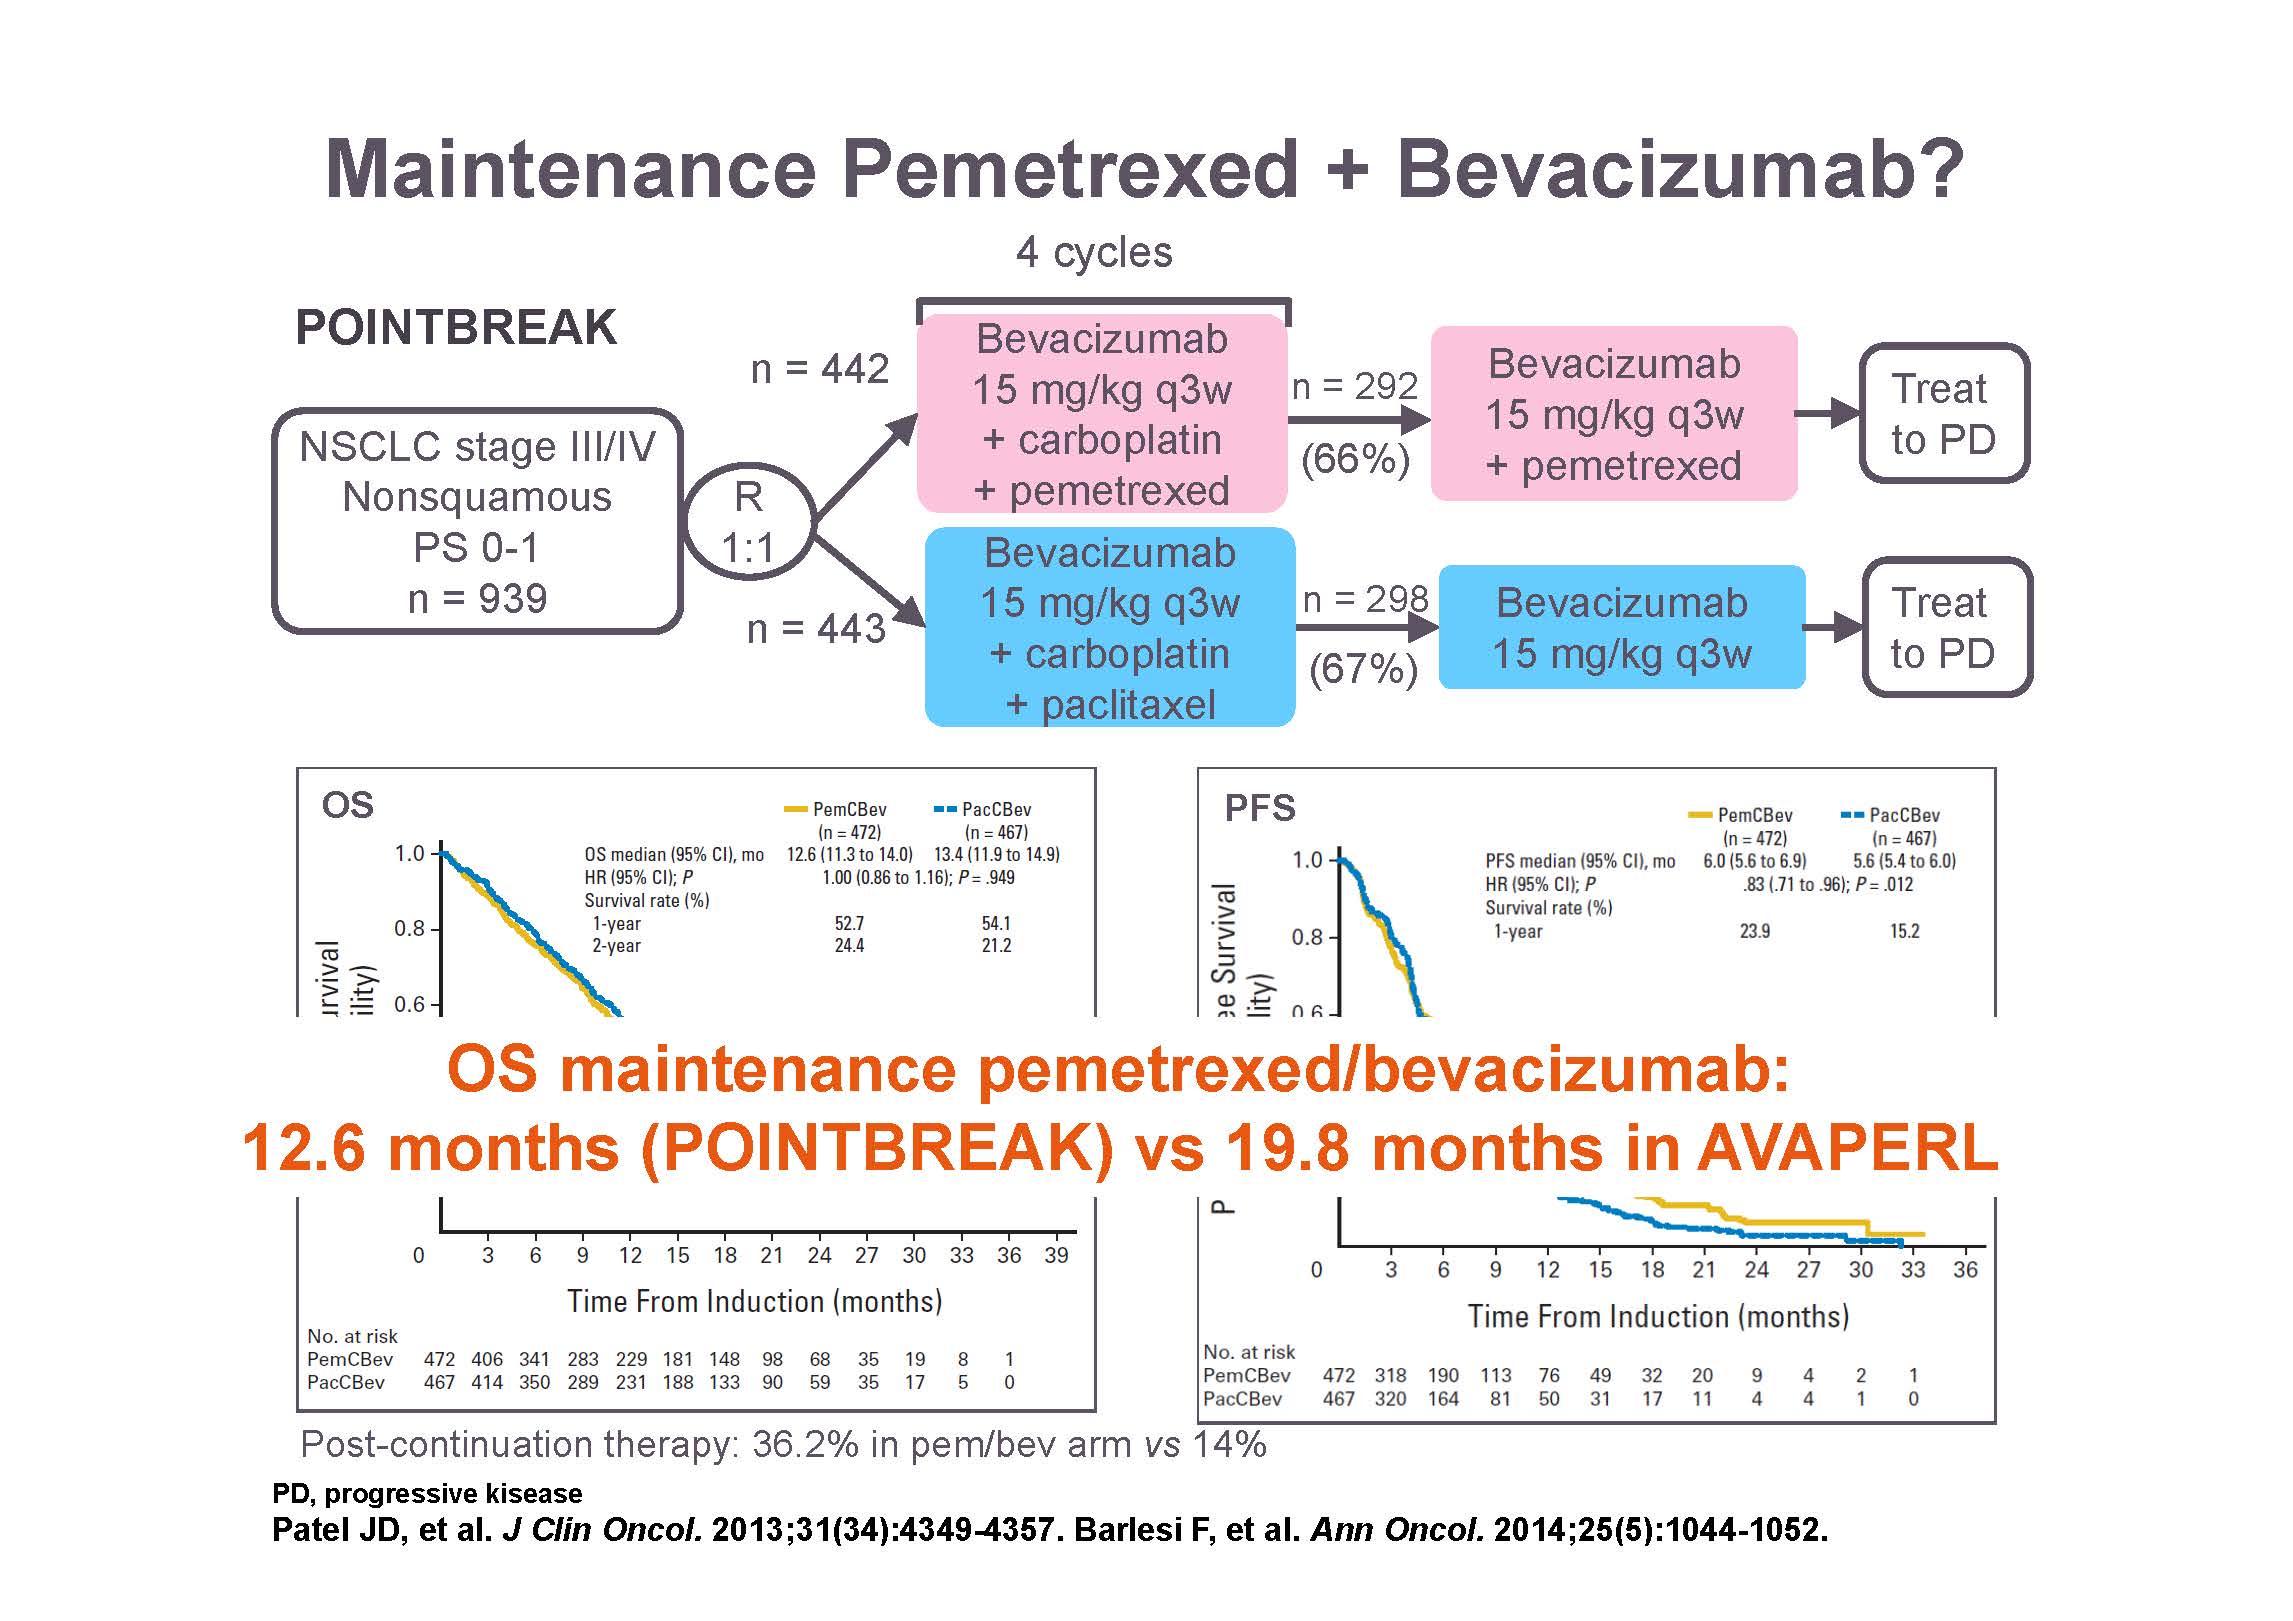 Maintenance Pemetrexed + Bevacizumab?
4 cycles
POINTBREAK
NSCLC stage III/IV
Nonsquamous
PS 0-1
n = 939
R
1:1
n = 442
Bevacizumab
15 mg/kg q3w
+ carboplatin
+ pemetrexed
n = 292
(66%)
Bevacizumab
15 mg/kg q3w
+ pemetrexed
Treat
to PD
n = 443
Bevacizumab
15 mg/kg q3w
+ carboplatin
+ paclitaxel
n = 298
(67%)
Bevacizumab
15 mg/kg q3w
Treat
to PD
OS
PemCBev PacCBev
(n = 472) (n = 467)
OS median (95% CI), mo 12.6 (11.3 to 14.0) 13.4 (11.9 to 14.9)
HR (95% CI); P 1.00 (0.86 to 1.16); P = .949
Survival rate (%)
1-year 52.7 54.1
2-year 24.4 21.2
1.0
0.8
0.6
urvival
ility)
PFS
PemCBev PacCBev
(n = 472) (n = 467)
PFS median (95% CI), mo 6.0 (5.6 to 6.9) 5.6 (5.4 to 6.0)
HR (95% CI); P .83 (.71 to .96); P = .012
Survival rate (%)
1-year 23.9 15.2
1.0
0.8
0.6
ee Survival
lity)
OS maintenance pemetrexed/bevacizumab:
12.6 months (POINTBREAK) vs 19.8 months in AVAPERL
0 3 6 9 12 15 18 21 24 27 30 33 36 39
Time From Induction (months)
No. at risk
PemCBev 472 406 341 283 229 181 148 98 68 35 19 8 1
PacCBev 467 414 350 289 231 188 133 90 59 35 17 5 0
P
0 3 6 9 12 15 18 21 24 27 30 33 36
Time From Induction (months)
No. at risk
PemCBev 472 318 190 113 76 49 32 20 9 4 2 1
PacCBev 467 320 164 81 50 31 17 11 4 4 1 0
Post-continuation therapy: 36.2% in pem/bev arm vs 14%
PD, progressive kisease
Patel JD, et al. J Clin Oncol. 2013;31(34):4349-4357. Barlesi F, et al. Ann Oncol. 2014;25(5):1044-1052.